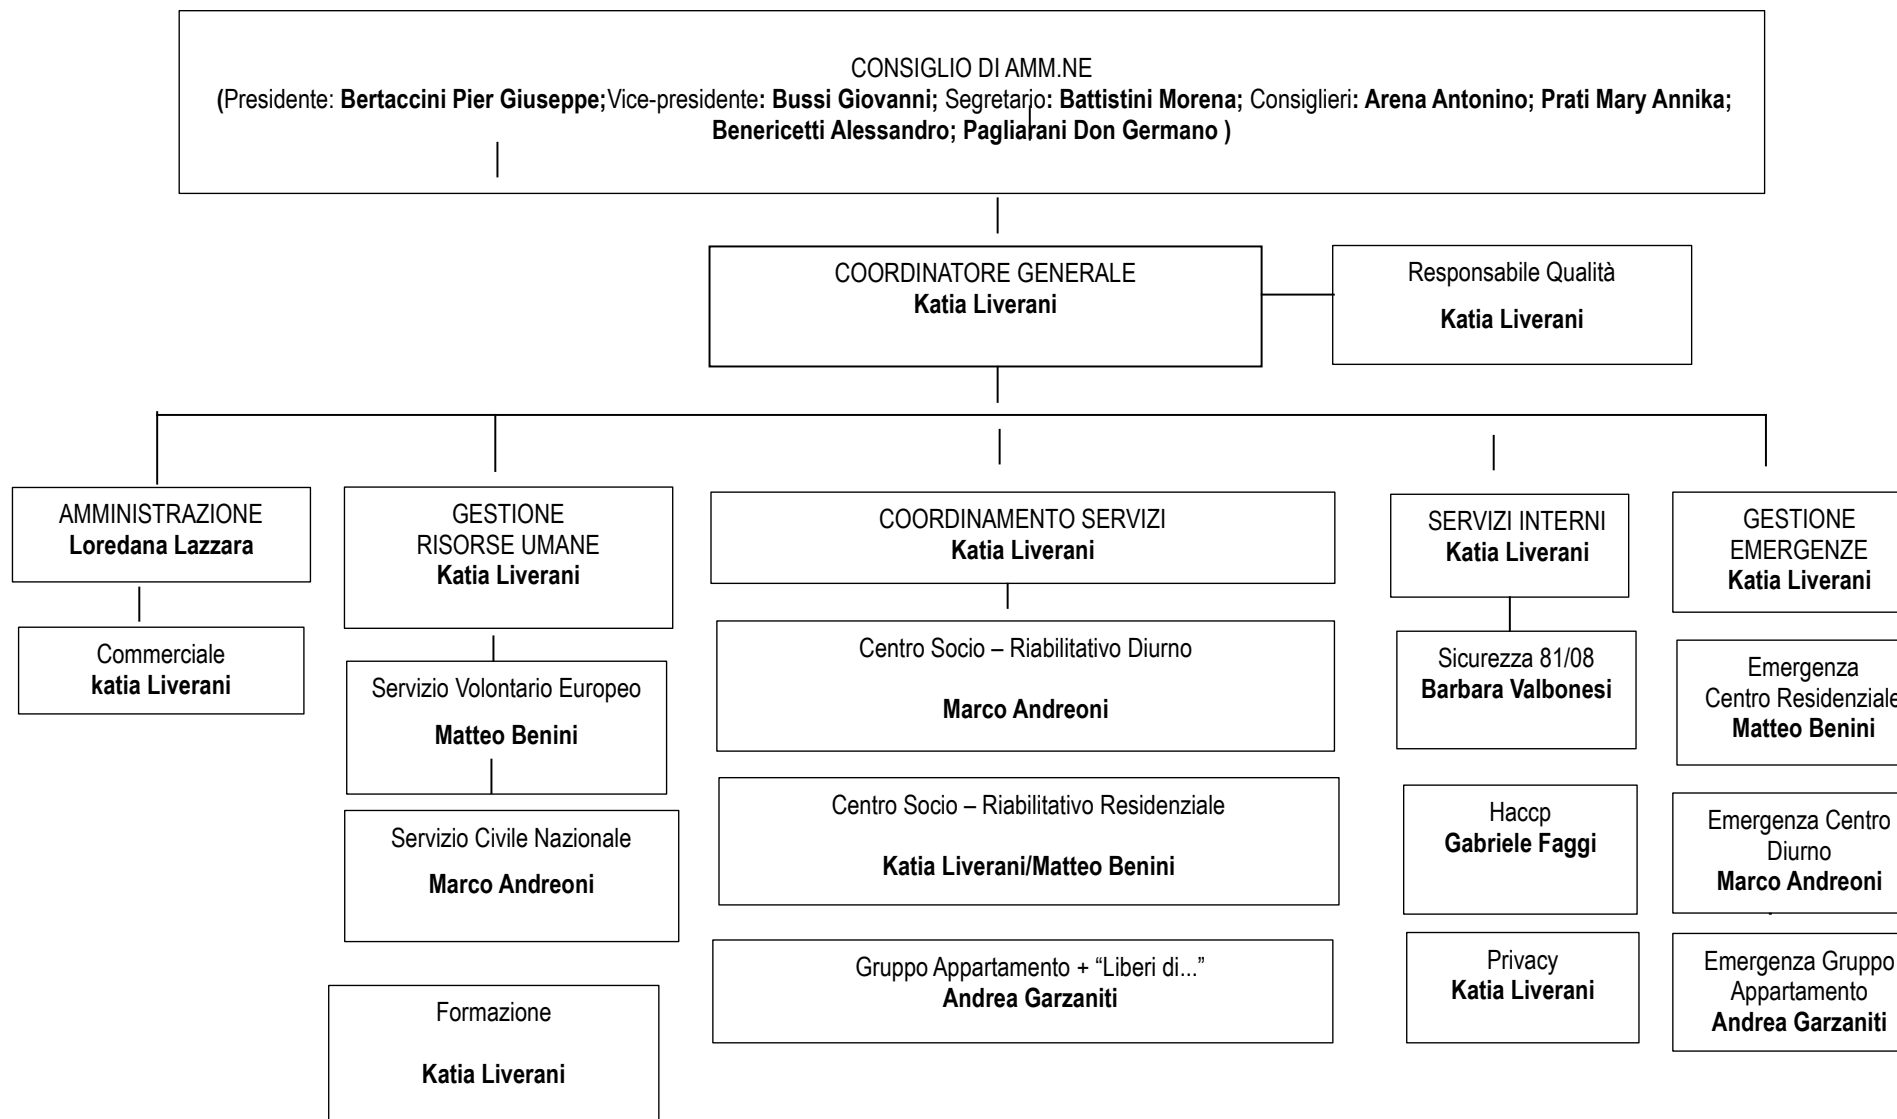 CONSIGLIO DI AMM.NE
(Presidente: Bertaccini Pier Giuseppe;Vice-presidente: Bussi Giovanni; Segretario: Battistini Morena; Consiglieri: Arena Antonino; Prati Mary Annika;
Benericetti Alessandro; Pagliarani Don Germano )
COORDINATORE GENERALE
Katia Liverani
Responsabile Qualità
Katia Liverani
AMMINISTRAZIONE
Loredana Lazzara
Commerciale
katia Liverani
GESTIONE
RISORSE UMANE
Katia Liverani
Servizio Volontario Europeo
Matteo Benini
Servizio Civile Nazionale
Marco Andreoni
Formazione
Katia Liverani
COORDINAMENTO SERVIZI
Katia Liverani
Centro Socio – Riabilitativo Diurno
Marco Andreoni
Centro Socio – Riabilitativo Residenziale
Katia Liverani/Matteo Benini
Gruppo Appartamento + “Liberi di...”
Andrea Garzaniti
SERVIZI INTERNI
Katia Liverani
Sicurezza 81/08
Barbara Valbonesi
Haccp
Gabriele Faggi
Privacy
Katia Liverani
GESTIONE
EMERGENZE
Katia Liverani
Emergenza
Centro Residenziale
Matteo Benini
Emergenza Centro
Diurno
Marco Andreoni
Emergenza Gruppo
Appartamento
Andrea Garzaniti